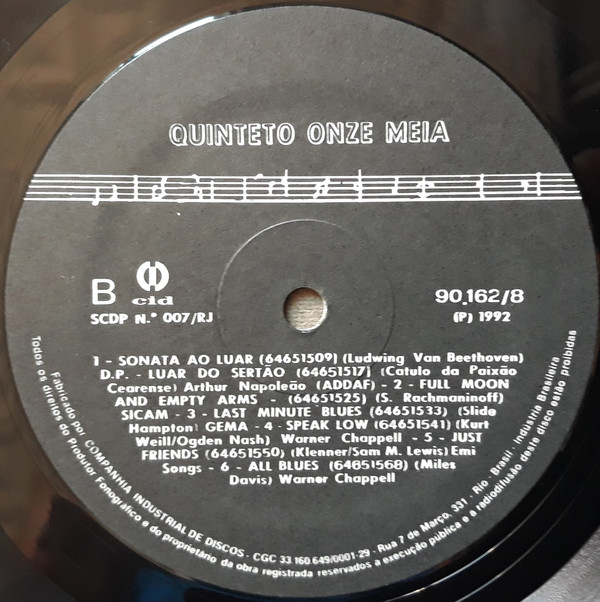 QUINTETO ONZE MEIA
B
cid
SCDP N.º 007/RJ
90.162/8
(P) 1992
1 - SONATA AO LUAR (64651509) (Ludwing Van Beethoven)
D.P. - LUAR DO SERTÃO (64651517) (Catulo da Paixão
Cearense) Arthur Napoleão (ADDAF) - 2 - FULL MOON
AND EMPTY ARMS - (64651525) (S. Rachmaninoff)
SICAM - 3 - LAST MINUTE BLUES (64651533) (Slide
Hampton) GEMA - 4 - SPEAK LOW (64651541) (Kurt
Weill/Ogden Nash) Warner Chappell - 5 - JUST
FRIENDS (64651550) (Klenner/Sam M. Lewis) Emi
Songs - 6 - ALL BLUES (64651568) (Miles
Davis) Warner Chappell
Fabricado por COMPANHIA INDUSTRIAL DE DISCOS - CGC 33.160.649/0001-29 - Rua 7 de Março, 331 - Rio - Brasil - Indústria Brasileira
Todos os direitos do Produtor Fonográfico e do proprietário da obra registrada reservados a execução pública e a radiodifusão deste disco estão proibidas